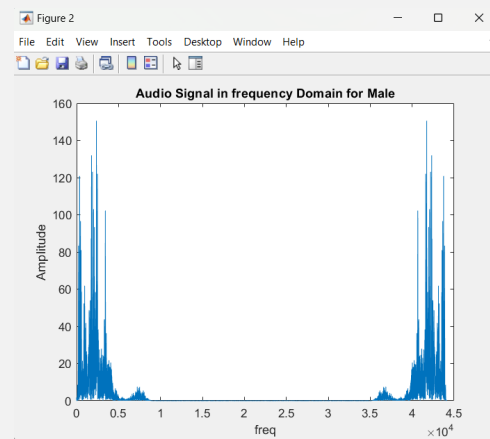 Figure 2
File Edit View Insert Tools Desktop Window Help
Audio Signal in frequency Domain for Male
160
140
120
100
80
60
40
20
0
Amplitude
0 0.5 1 1.5 2 2.5 3 3.5 4 4.5
freq
×10^4